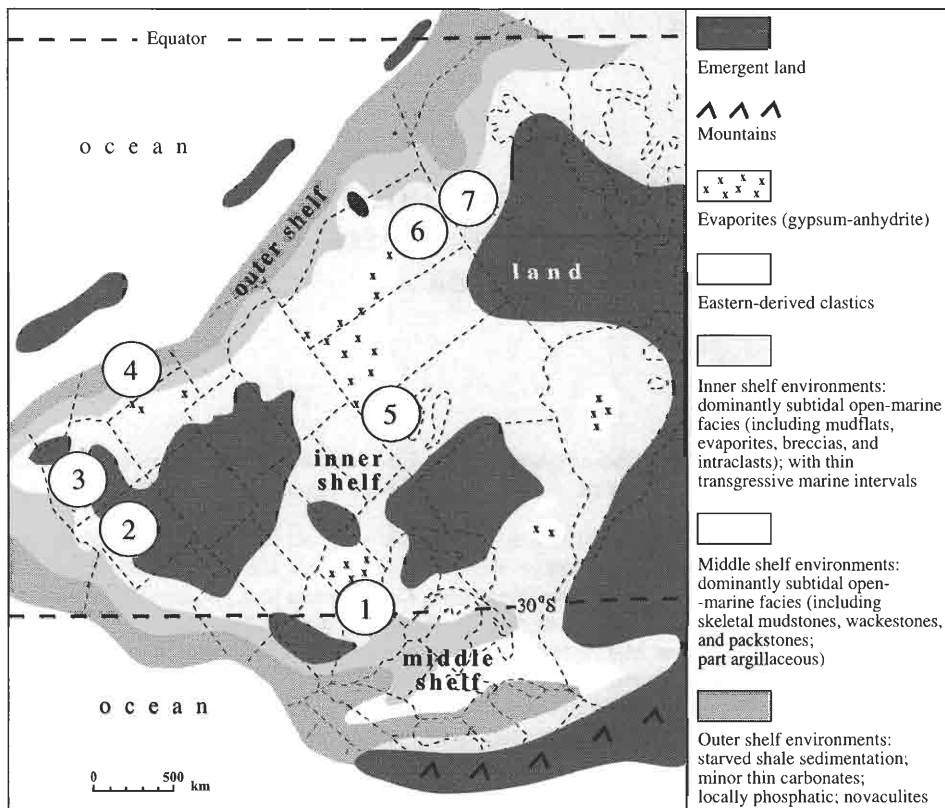 Equator
ocean
outer shelf
7
6
land
4
5
inner
shelf
3
2
1
30°S
middle
shelf
ocean
0 500
km
Emergent land
Mountains
x x x x x x x x
Evaporites (gypsum-anhydrite)
Eastern-derived clastics
Inner shelf environments:
dominantly subtidal open-marine
facies (including mudflats,
evaporites, breccias, and
intraclasts); with thin
transgressive marine intervals
Middle shelf environments:
dominantly subtidal open-
-marine facies (including
skeletal mudstones, wackestones,
and packstones;
part argillaceous)
Outer shelf environments:
starved shale sedimentation;
minor thin carbonates;
locally phosphatic; novaculites